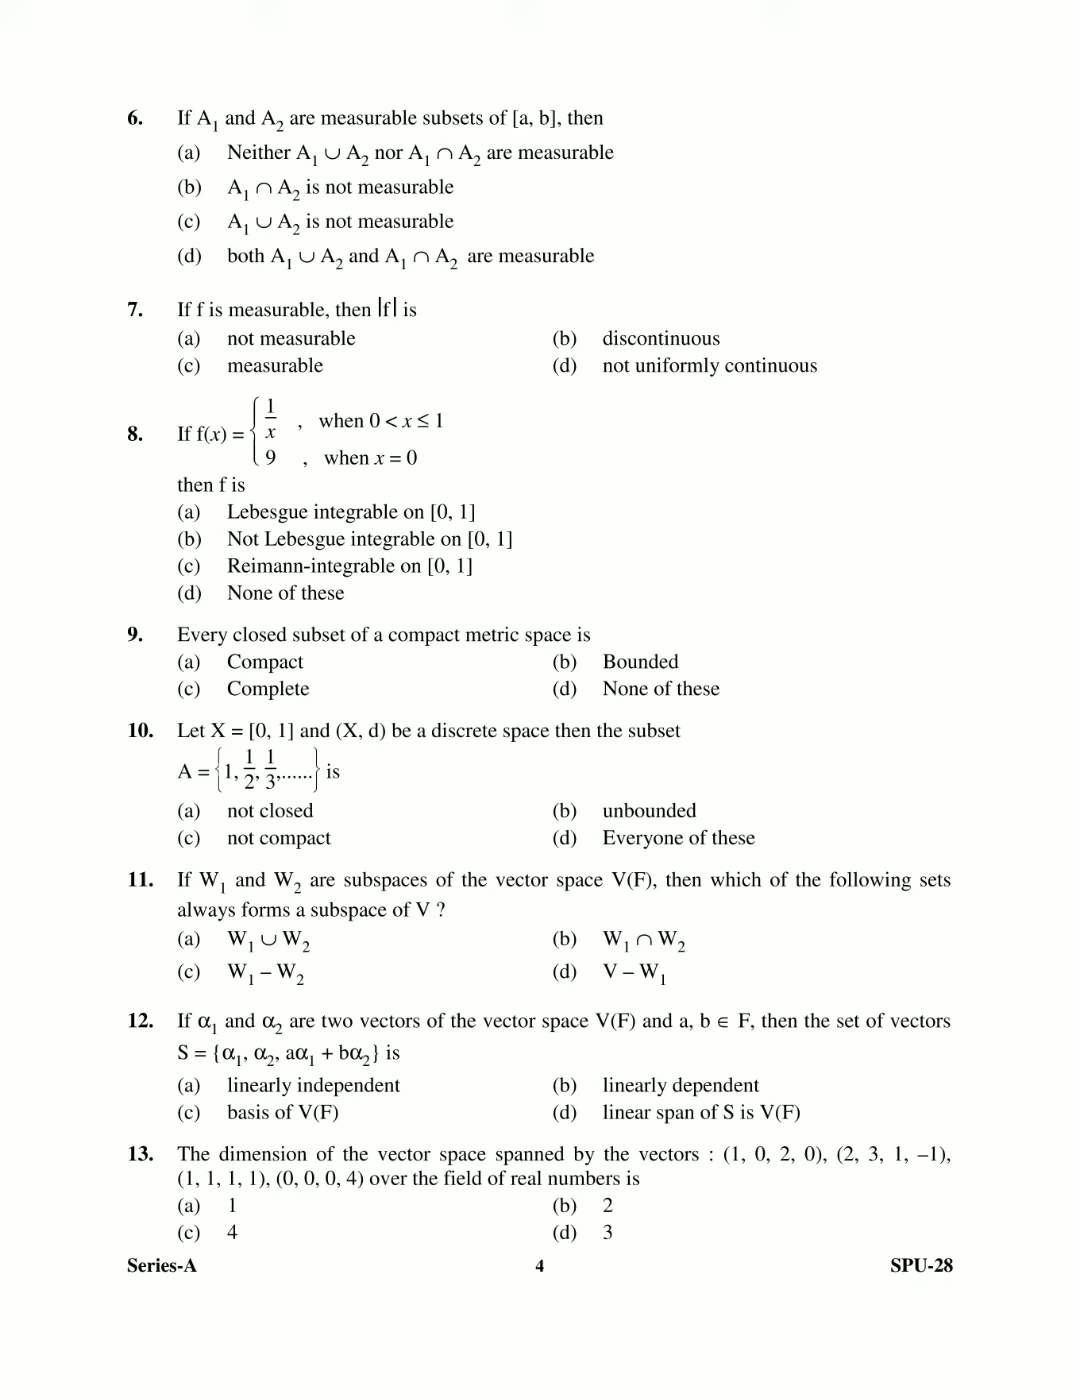 6. If A₁ and A₂ are measurable subsets of [a, b], then
(a) Neither A₁ ∪ A₂ nor A₁ ∩ A₂ are measurable
(b) A₁ ∩ A₂ is not measurable
(c) A₁ ∪ A₂ is not measurable
(d) both A₁ ∪ A₂ and A₁ ∩ A₂ are measurable
7. If f is measurable, then |f| is
(a) not measurable (b) discontinuous
(c) measurable (d) not uniformly continuous
8. If f(x) = { 1/x , when 0 < x ≤ 1
9 , when x = 0
then f is
(a) Lebesgue integrable on [0, 1]
(b) Not Lebesgue integrable on [0, 1]
(c) Reimann-integrable on [0, 1]
(d) None of these
9. Every closed subset of a compact metric space is
(a) Compact (b) Bounded
(c) Complete (d) None of these
10. Let X = [0, 1] and (X, d) be a discrete space then the subset
A = {1, 1/2, 1/3,......} is
(a) not closed (b) unbounded
(c) not compact (d) Everyone of these
11. If W₁ and W₂ are subspaces of the vector space V(F), then which of the following sets
always forms a subspace of V ?
(a) W₁ ∪ W₂ (b) W₁ ∩ W₂
(c) W₁ – W₂ (d) V – W₁
12. If α₁ and α₂ are two vectors of the vector space V(F) and a, b ∈ F, then the set of vectors
S = {α₁, α₂, aα₁ + bα₂} is
(a) linearly independent (b) linearly dependent
(c) basis of V(F) (d) linear span of S is V(F)
13. The dimension of the vector space spanned by the vectors : (1, 0, 2, 0), (2, 3, 1, –1),
(1, 1, 1, 1), (0, 0, 0, 4) over the field of real numbers is
(a) 1 (b) 2
(c) 4 (d) 3
Series-A 4 SPU-28